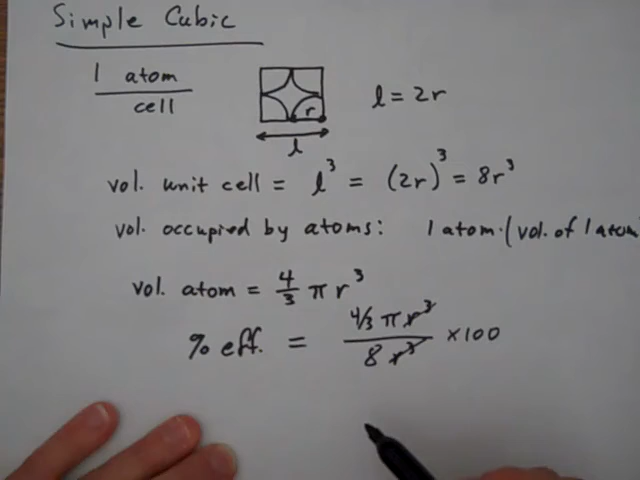 Simple Cubic
1 atom
cell
r
l = 2r
l
vol. unit cell = l³ = (2r)³ = 8r³
vol. occupied by atoms: 1 atom·(vol. of 1 atom
vol. atom = 4/3 π r³
% eff. = 4/3 π r³ / 8 r³ × 100